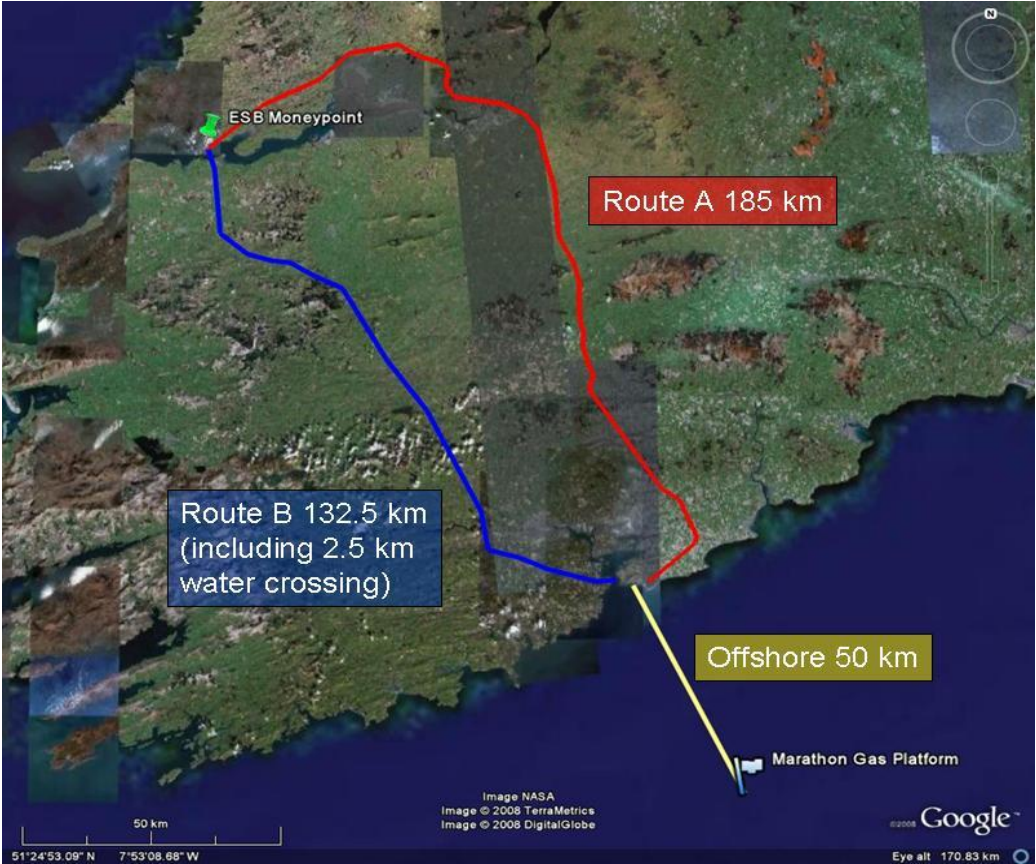 N
ESB Moneypoint
Route A 185 km
Route B 132.5 km
(including 2.5 km
water crossing)
Offshore 50 km
Marathon Gas Platform
Image NASA
Image © 2008 TerraMetrics
Image © 2008 DigitalGlobe
50 km
©2008 Google™
51°24'53.09" N 7°53'08.68" W
Eye alt 170.83 km